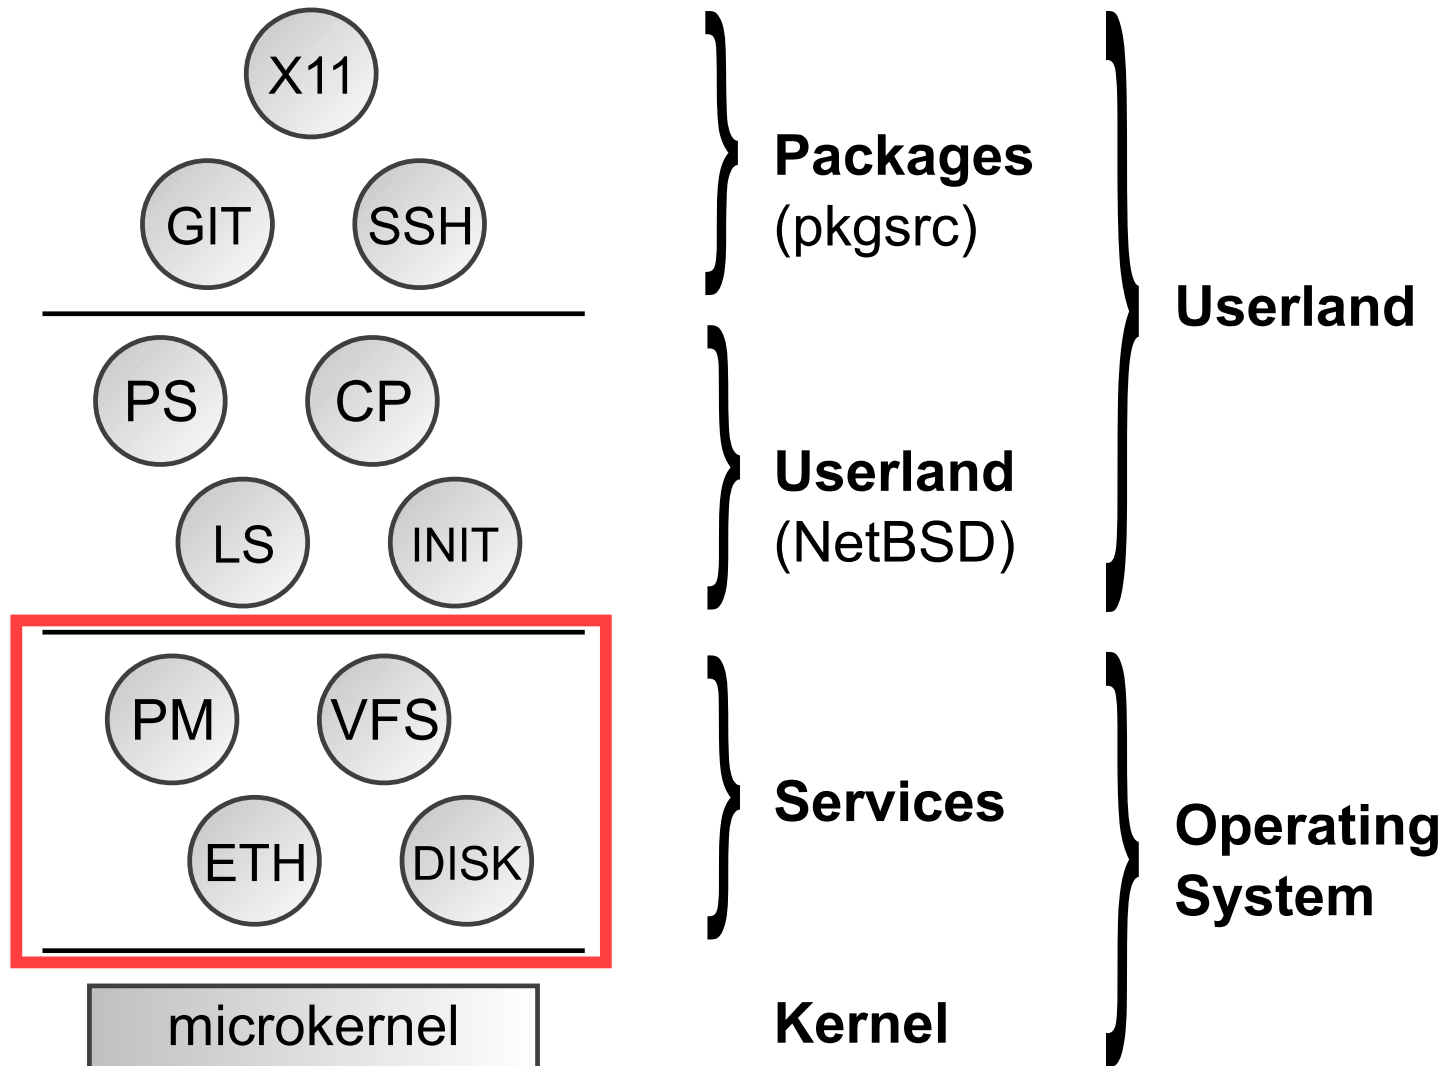 X11
GIT SSH
Packages
(pkgsrc)
Userland
PS CP
LS INIT
Userland
(NetBSD)
PM VFS
ETH DISK
Services
Operating
System
microkernel
Kernel